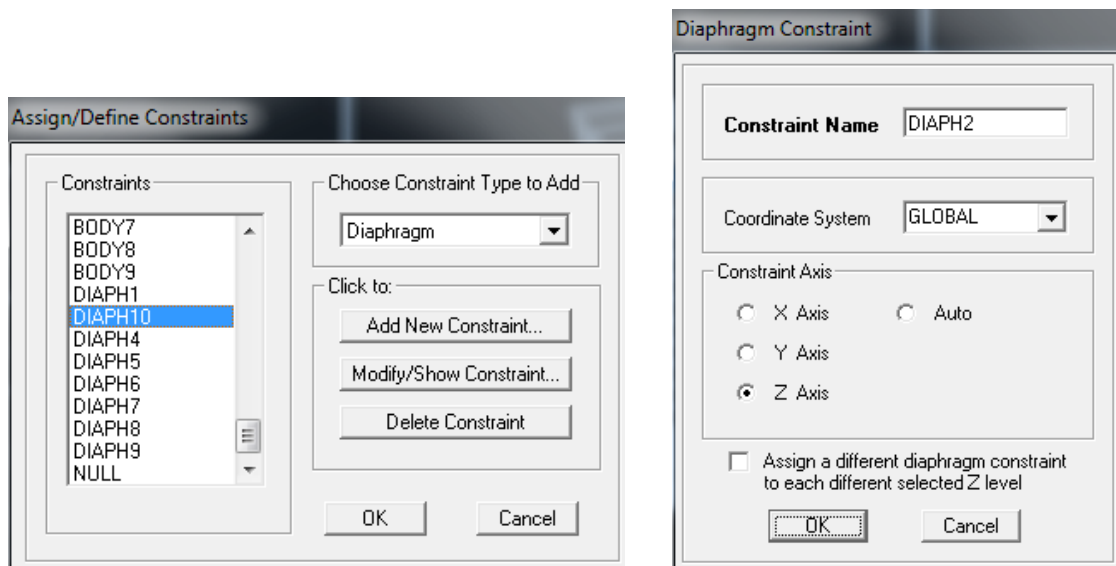 Assign/Define Constraints
Constraints
BODY7
BODY8
BODY9
DIAPH1
DIAPH10
DIAPH4
DIAPH5
DIAPH6
DIAPH7
DIAPH8
DIAPH9
NULL
Choose Constraint Type to Add
Diaphragm
Click to:
Add New Constraint...
Modify/Show Constraint...
Delete Constraint
OK
Cancel
Diaphragm Constraint
Constraint Name
DIAPH2
Coordinate System
GLOBAL
Constraint Axis
X Axis
Auto
Y Axis
Z Axis
Assign a different diaphragm constraint
to each different selected Z level
OK
Cancel